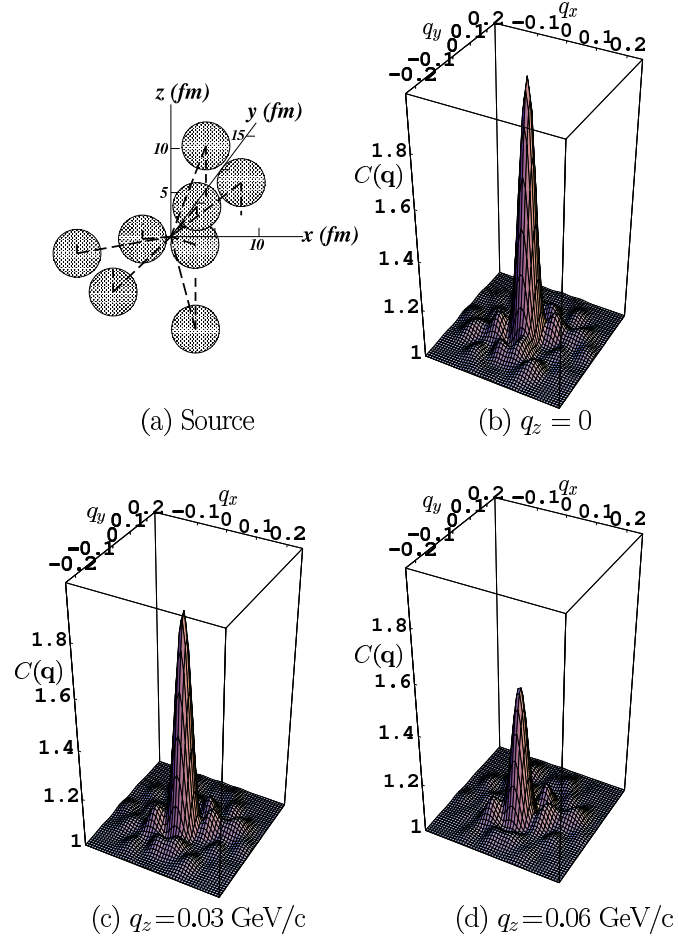 z (fm)
y (fm)
15
10
5
x (fm)
10
(a) Source
q_x
q_y
-0.2 -0.1 0 0.1 0.2
-0.1 0 0.1 0.2
1.8
C(q)
1.6
1.4
1.2
1
(b) q_z = 0
q_x
q_y
-0.2 -0.1 0 0.1 0.2
-0.1 0 0.1 0.2
1.8
C(q)
1.6
1.4
1.2
1
(c) q_z=0.03 GeV/c
q_x
q_y
-0.2 -0.1 0 0.1 0.2
-0.1 0 0.1 0.2
1.8
C(q)
1.6
1.4
1.2
1
(d) q_z=0.06 GeV/c